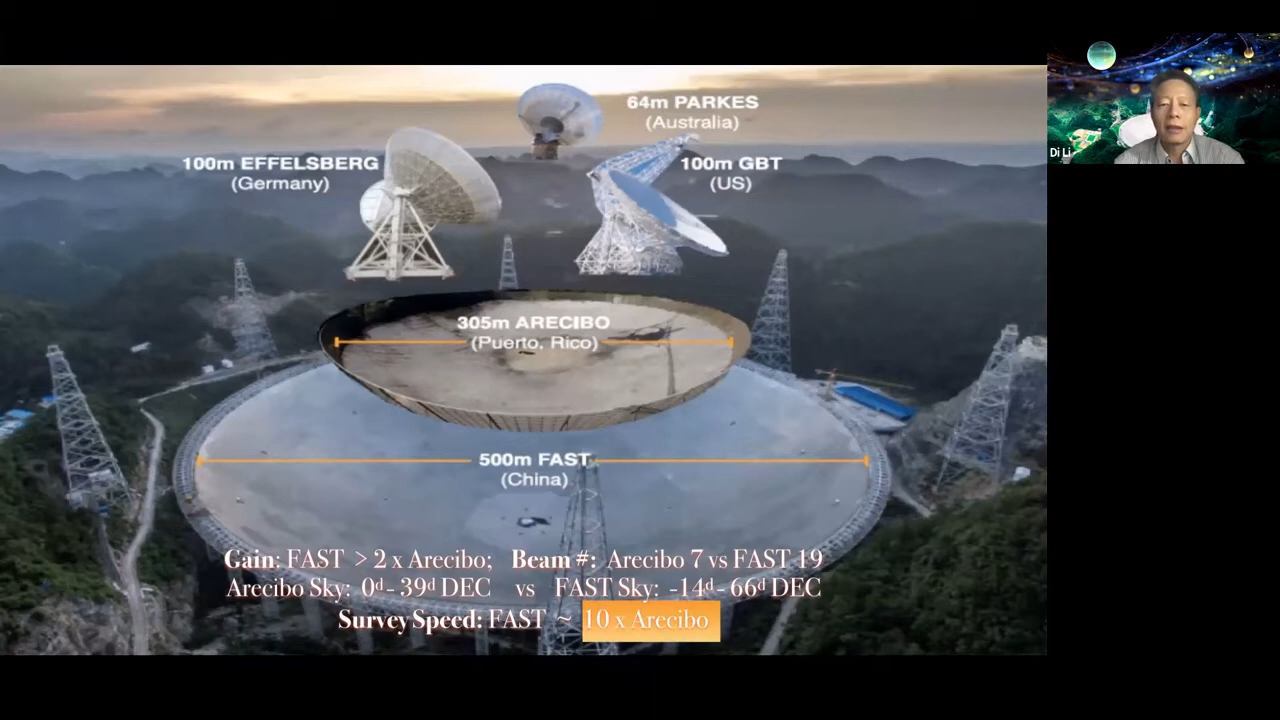 64m PARKES
(Australia)
100m EFFELSBERG
(Germany)
100m GBT
(US)
305m ARECIBO
(Puerto. Rico)
500m FAST
(China)
Gain: FAST > 2 x Arecibo; Beam #: Arecibo 7 vs FAST 19
Arecibo Sky: 0d - 39d DEC vs FAST Sky: -14d - 66d DEC
Survey Speed: FAST ~ 10 x Arecibo
Di Li